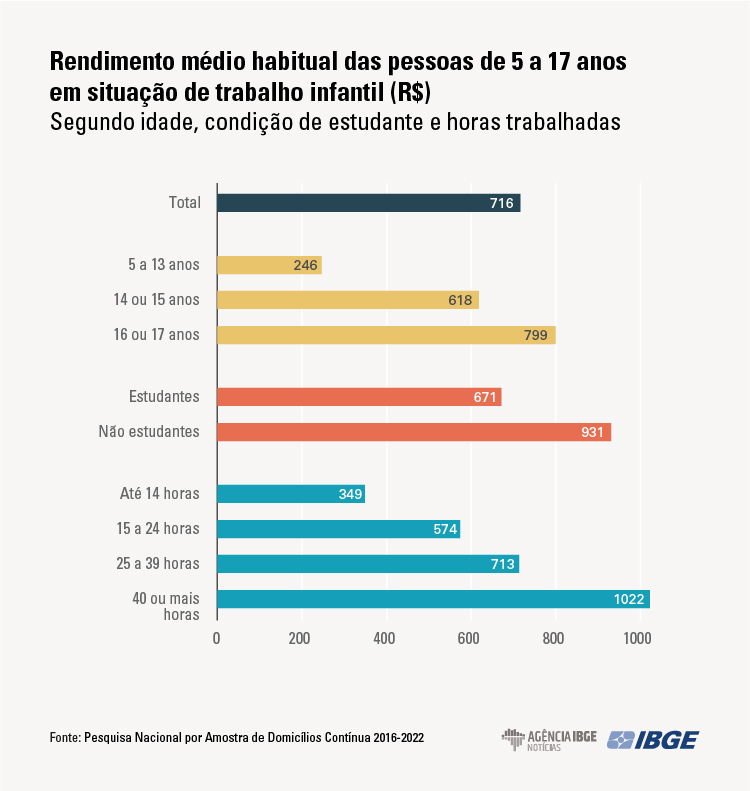 Rendimento médio habitual das pessoas de 5 a 17 anos
em situação de trabalho infantil (R$)
Segundo idade, condição de estudante e horas trabalhadas
Total 716
5 a 13 anos 246
14 ou 15 anos 618
16 ou 17 anos 799
Estudantes 671
Não estudantes 931
Até 14 horas 349
15 a 24 horas 574
25 a 39 horas 713
40 ou mais 1022
horas
0 200 400 600 800 1000
Fonte: Pesquisa Nacional por Amostra de Domicílios Contínua 2016-2022
AGÊNCIA IBGE
NOTÍCIAS
IBGE